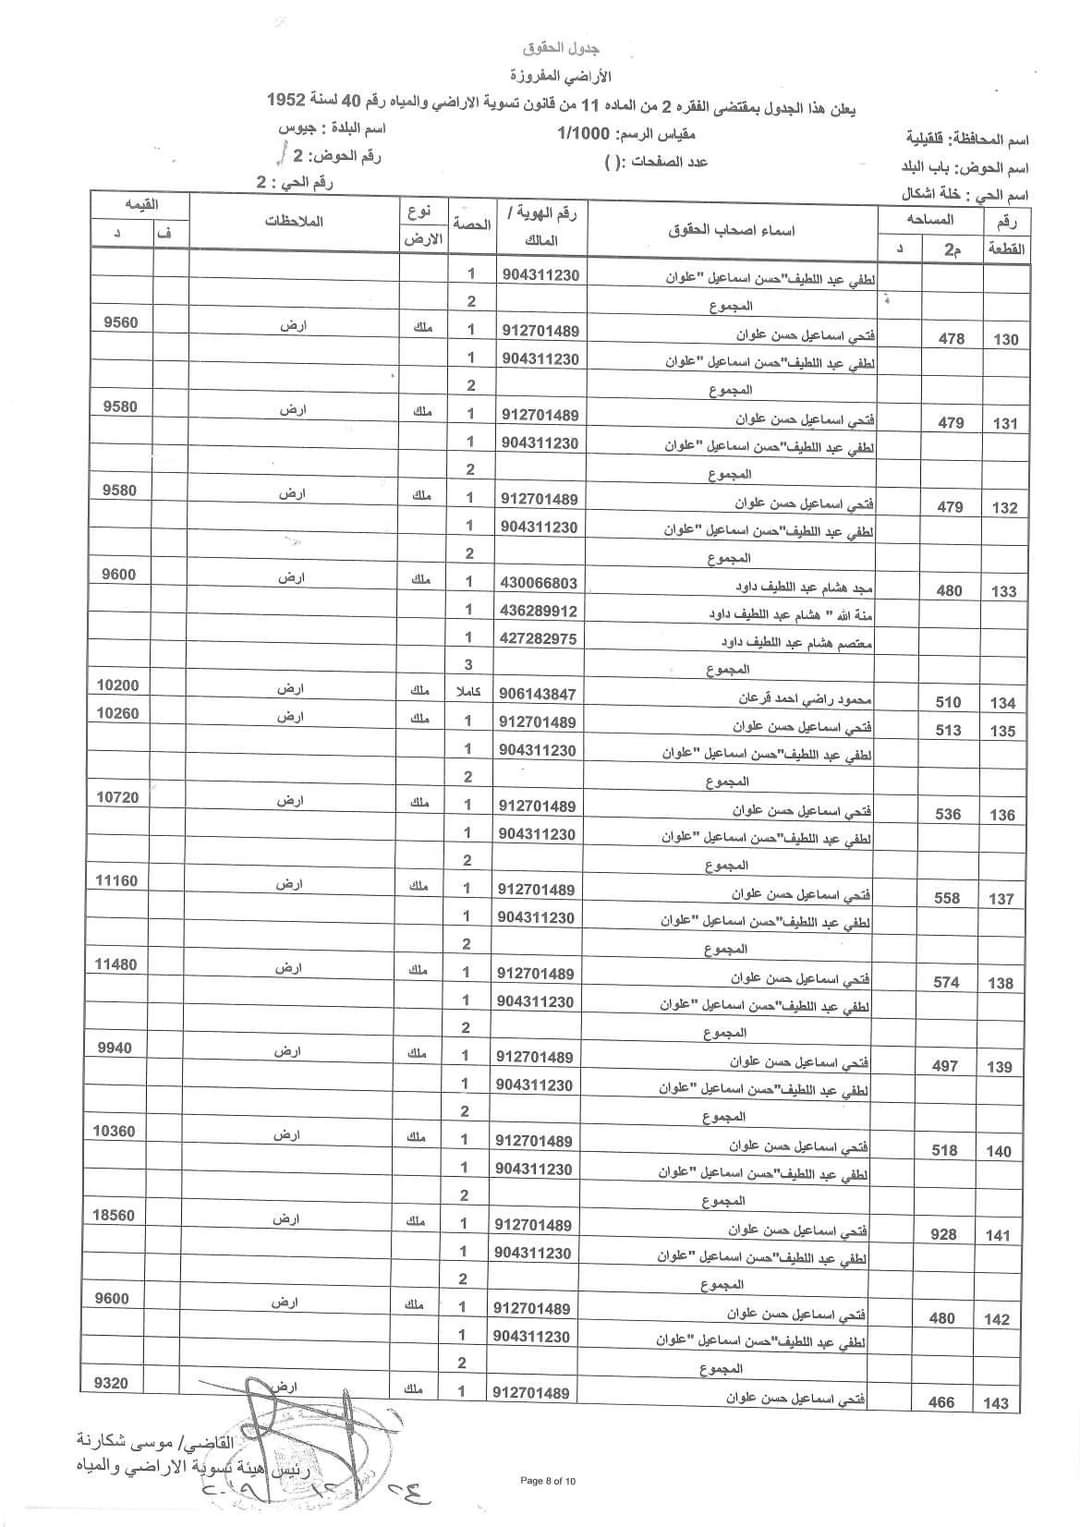 جدول الحقوق
الأراضي المفروزة
يعلن هذا الجدول بمقتضى الفقره 2 من الماده 11 من قانون تسوية الاراضي والمياه رقم 40 لسنة 1952
اسم المحافظة: قلقيلية مقياس الرسم: 1/1000 اسم البلدة : جيوس
اسم الحوض: باب البلد عدد الصفحات :( ) رقم الحوض: 2
اسم الحي : خلة اشكال رقم الحي : 2
رقم القطعة المساحه م2 د اسماء اصحاب الحقوق رقم الهوية / المالك الحصة نوع الارض الملاحظات القيمه ف د
لطفي عبد اللطيف"حسن اسماعيل "علوان 904311230 1
المجموع 2
130 478 فتحي اسماعيل حسن علوان 912701489 1 ملك ارض 9560
لطفي عبد اللطيف"حسن اسماعيل "علوان 904311230 1
المجموع 2
131 479 فتحي اسماعيل حسن علوان 912701489 1 ملك ارض 9580
لطفي عبد اللطيف"حسن اسماعيل "علوان 904311230 1
المجموع 2
132 479 فتحي اسماعيل حسن علوان 912701489 1 ملك ارض 9580
لطفي عبد اللطيف"حسن اسماعيل "علوان 904311230 1
المجموع 2
133 480 مجد هشام عبد اللطيف داود 430066803 1 ملك ارض 9600
منة الله " هشام عبد اللطيف داود 436289912 1
معتصم هشام عبد اللطيف داود 427282975 1
المجموع 3
134 510 محمود راضي احمد قرعان 906143847 كاملا ملك ارض 10200
135 513 فتحي اسماعيل حسن علوان 912701489 1 ملك ارض 10260
لطفي عبد اللطيف"حسن اسماعيل "علوان 904311230 1
المجموع 2
136 536 فتحي اسماعيل حسن علوان 912701489 1 ملك ارض 10720
لطفي عبد اللطيف"حسن اسماعيل "علوان 904311230 1
المجموع 2
137 558 فتحي اسماعيل حسن علوان 912701489 1 ملك ارض 11160
لطفي عبد اللطيف"حسن اسماعيل "علوان 904311230 1
المجموع 2
138 574 فتحي اسماعيل حسن علوان 912701489 1 ملك ارض 11480
لطفي عبد اللطيف"حسن اسماعيل "علوان 904311230 1
المجموع 2
139 497 فتحي اسماعيل حسن علوان 912701489 1 ملك ارض 9940
لطفي عبد اللطيف"حسن اسماعيل "علوان 904311230 1
المجموع 2
140 518 فتحي اسماعيل حسن علوان 912701489 1 ملك ارض 10360
لطفي عبد اللطيف"حسن اسماعيل "علوان 904311230 1
المجموع 2
141 928 فتحي اسماعيل حسن علوان 912701489 1 ملك ارض 18560
لطفي عبد اللطيف"حسن اسماعيل "علوان 904311230 1
المجموع 2
142 480 فتحي اسماعيل حسن علوان 912701489 1 ملك ارض 9600
لطفي عبد اللطيف"حسن اسماعيل "علوان 904311230 1
المجموع 2
143 466 فتحي اسماعيل حسن علوان 912701489 1 ملك ارض 9320
القاضي/ موسى شكارنة
رئيس هيئة تسوية الاراضي والمياه
Page 8 of 10